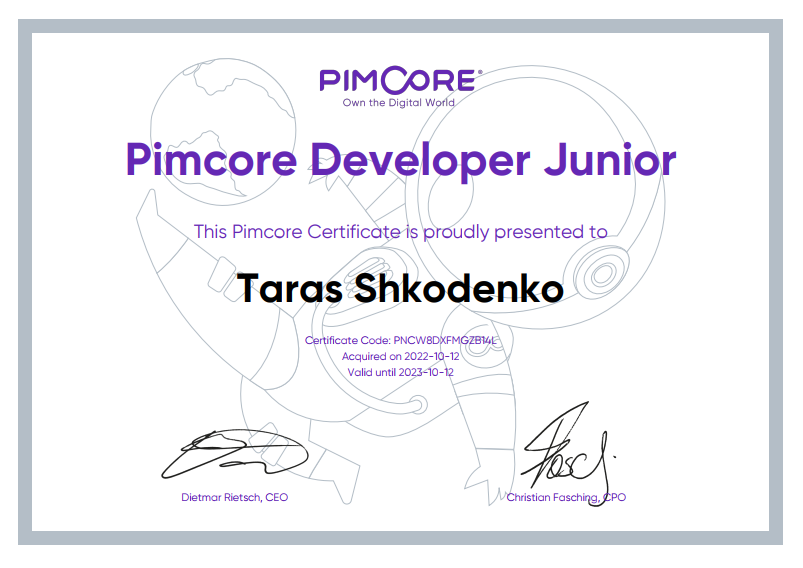 PIMCORE®
Own the Digital World
Pimcore Developer Junior
This Pimcore Certificate is proudly presented to
Taras Shkodenko
Certificate Code: PNCW8DXFMGZB14L
Acquired on 2022-10-12
Valid until 2023-10-12
Dietmar Rietsch, CEO
Christian Fasching, CPO